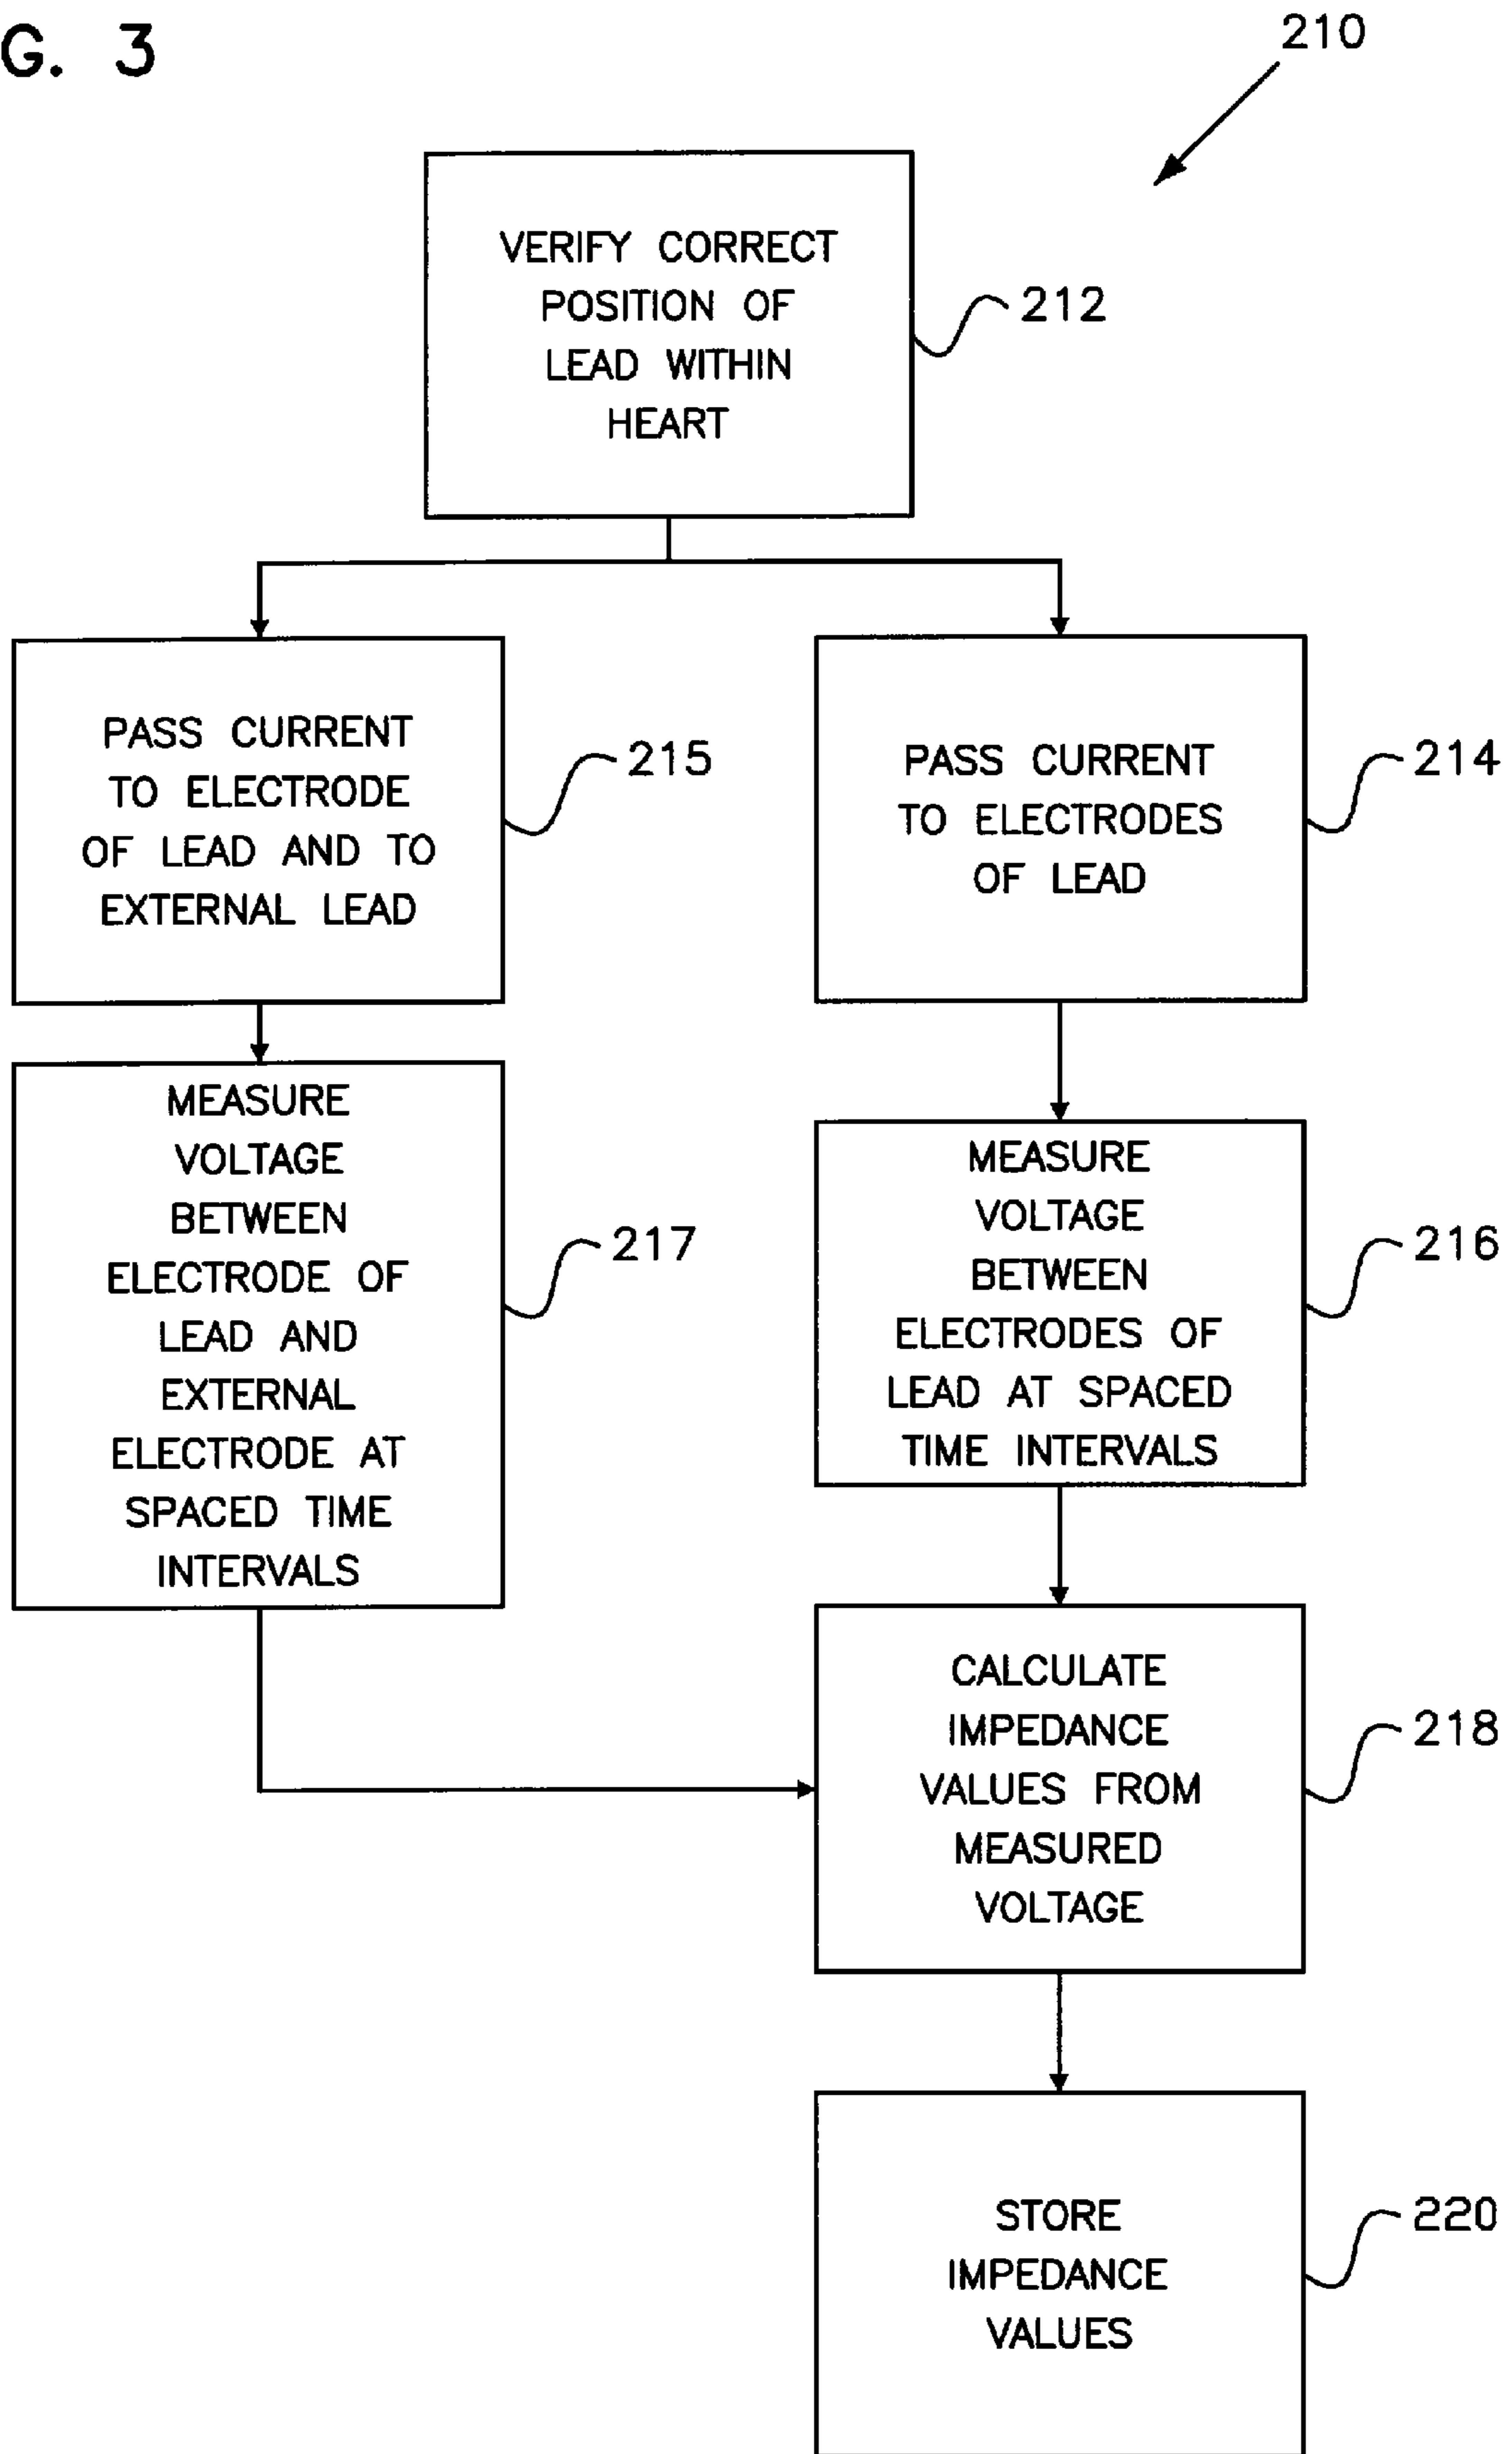 G. 3
210
VERIFY CORRECT
POSITION OF
LEAD WITHIN
HEART
212
PASS CURRENT
TO ELECTRODE
OF LEAD AND TO
EXTERNAL LEAD
215
PASS CURRENT
TO ELECTRODES
OF LEAD
214
MEASURE
VOLTAGE
BETWEEN
ELECTRODE OF
LEAD AND
EXTERNAL
ELECTRODE AT
SPACED TIME
INTERVALS
217
MEASURE
VOLTAGE
BETWEEN
ELECTRODES OF
LEAD AT SPACED
TIME INTERVALS
216
CALCULATE
IMPEDANCE
VALUES FROM
MEASURED
VOLTAGE
218
STORE
IMPEDANCE
VALUES
220